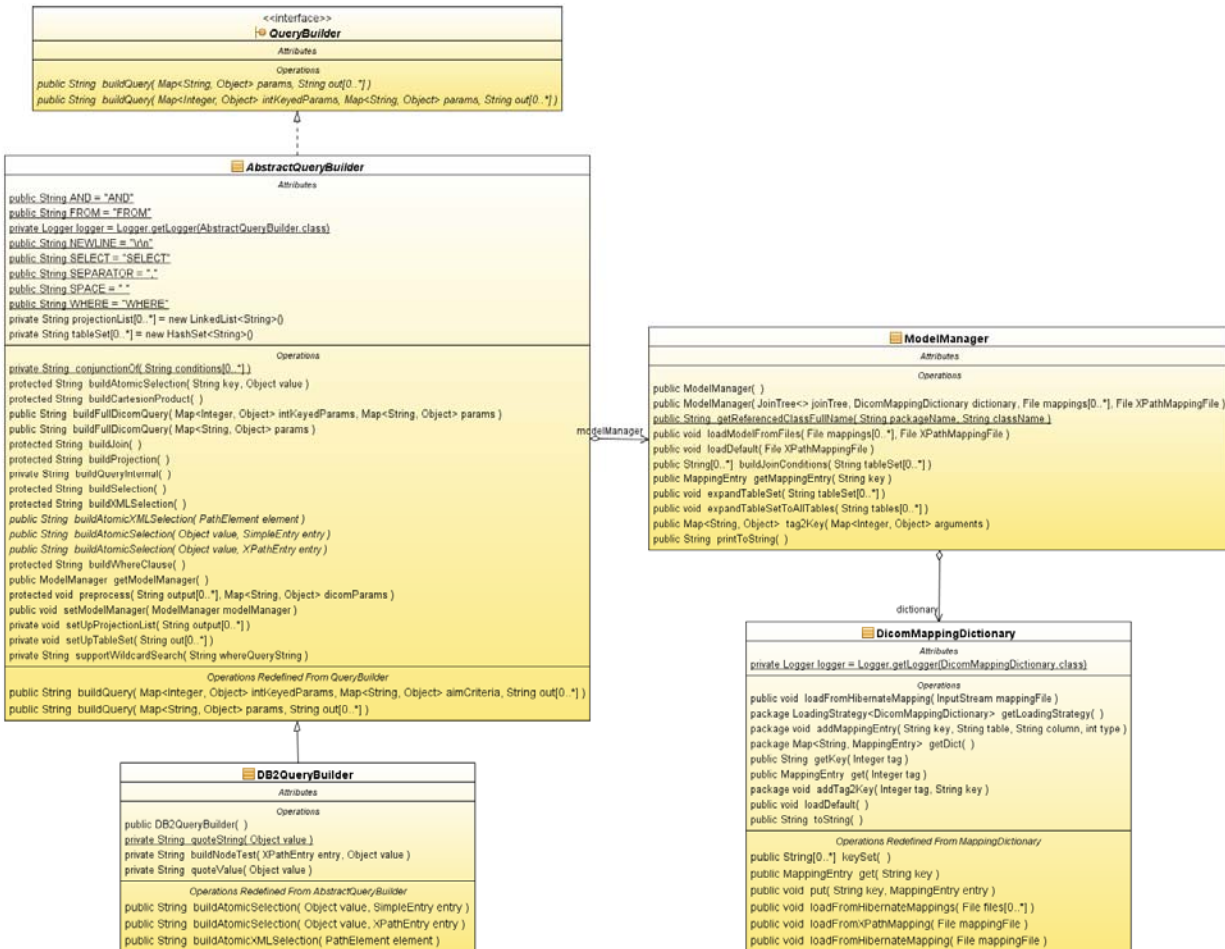 <<interface>>
QueryBuilder
Attributes
Operations
public String buildQuery( Map<String, Object> params, String out[0..*] )
public String buildQuery( Map<Integer, Object> intKeyedParams, Map<String, Object> params, String out[0..*] )
AbstractQueryBuilder
Attributes
public String AND = "AND"
public String FROM = "FROM"
private Logger logger = Logger.getLogger(AbstractQueryBuilder.class)
public String NEWLINE = "\r\n"
public String SELECT = "SELECT"
public String SEPARATOR = ","
public String SPACE = " "
public String WHERE = "WHERE"
private String projectionList[0..*] = new LinkedList<String>()
private String tableSet[0..*] = new HashSet<String>()
Operations
private String conjunctionOf( String conditions[0..*] )
protected String buildAtomicSelection( String key, Object value )
protected String buildCartesionProduct( )
public String buildFullDicomQuery( Map<Integer, Object> intKeyedParams, Map<String, Object> params )
public String buildFullDicomQuery( Map<String, Object> params )
protected String buildJoin( )
protected String buildProjection( )
private String buildQueryInternal( )
protected String buildSelection( )
protected String buildXMLSelection( )
public String buildAtomicXMLSelection( PathElement element )
public String buildAtomicSelection( Object value, SimpleEntry entry )
public String buildAtomicSelection( Object value, XPathEntry entry )
protected String buildWhereClause( )
public ModelManager getModelManager( )
protected void preprocess( String output[0..*], Map<String, Object> dicomParams )
public void setModelManager( ModelManager modelManager )
private void setUpProjectionList( String output[0..*] )
private void setUpTableSet( String out[0..*] )
private String supportWildcardSearch( String whereQueryString )
Operations Redefined From QueryBuilder
public String buildQuery( Map<Integer, Object> intKeyedParams, Map<String, Object> aimCriteria, String out[0..*] )
public String buildQuery( Map<String, Object> params, String out[0..*] )
modelManager
ModelManager
Attributes
Operations
public ModelManager( )
public ModelManager( JoinTree<> joinTree, DicomMappingDictionary dictionary, File mappings[0..*], File XPathMappingFile )
public String getReferencedClassFullName( String packageName, String className )
public void loadModelFromFiles( File mappings[0..*], File XPathMappingFile )
public void loadDefault( File XPathMappingFile )
public String[0..*] buildJoinConditions( String tableSet[0..*] )
public MappingEntry getMappingEntry( String key )
public void expandTableSet( String tableSet[0..*] )
public void expandTableSetToAllTables( String tables[0..*] )
public Map<String, Object> tag2Key( Map<Integer, Object> arguments )
public String printToString( )
dictionary
DicomMappingDictionary
Attributes
private Logger logger = Logger.getLogger(DicomMappingDictionary.class)
Operations
public void loadFromHibernateMapping( InputStream mappingFile )
package LoadingStrategy<DicomMappingDictionary> getLoadingStrategy( )
package void addMappingEntry( String key, String table, String column, int type )
package Map<String, MappingEntry> getDict( )
public String getKey( Integer tag )
public MappingEntry get( Integer tag )
package void addTag2Key( Integer tag, String key )
public void loadDefault( )
public String toString( )
Operations Redefined From MappingDictionary
public String[0..*] keySet( )
public MappingEntry get( String key )
public void put( String key, MappingEntry entry )
public void loadFromHibernateMappings( File files[0..*] )
public void loadFromXPathMapping( File mappingFile )
public void loadFromHibernateMapping( File mappingFile )
DB2QueryBuilder
Attributes
Operations
public DB2QueryBuilder( )
private String quoteString( Object value )
private String buildNodeTest( XPathEntry entry, Object value )
private String quoteValue( Object value )
Operations Redefined From AbstractQueryBuilder
public String buildAtomicSelection( Object value, SimpleEntry entry )
public String buildAtomicSelection( Object value, XPathEntry entry )
public String buildAtomicXMLSelection( PathElement element )